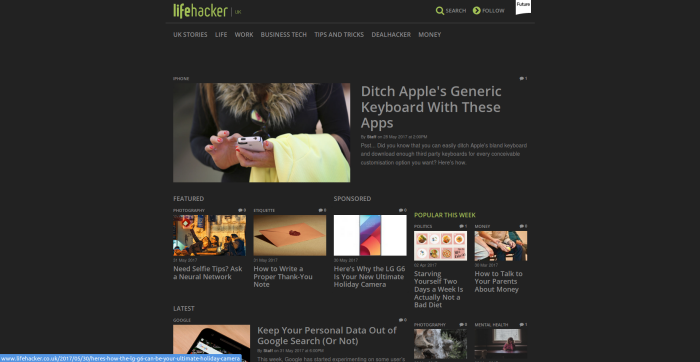 lifehacker | UK
SEARCH FOLLOW Future
UK STORIES LIFE WORK BUSINESS TECH TIPS AND TRICKS DEALHACKER MONEY
IPHONE 1
Ditch Apple's Generic
Keyboard With These
Apps
By Staff on 29 May 2017 at 2:00PM
Psst... Did you know that you can easily ditch Apple's bland keyboard
and download enough third party keyboards for every conceivable
customisation option you want? Here's how.
FEATURED
PHOTOGRAPHY 0
31 May 2017
Need Selfie Tips? Ask
a Neural Network
ETIQUETTE 0
31 May 2017
How to Write a
Proper Thank-You
Note
SPONSORED
0
30 May 2017
Here's Why the LG G6
Is Your New Ultimate
Holiday Camera
POPULAR THIS WEEK
POLITICS 1
02 Apr 2017
Starving
Yourself Two
Days a Week Is
Actually Not a
Bad Diet
MONEY 0
30 Mar 2017
How to Talk to
Your Parents
About Money
PHOTOGRAPHY 0
MENTAL HEALTH 1
LATEST
GOOGLE 0
Keep Your Personal Data Out of
Google Search (Or Not)
By Staff on 31 May 2017 at 5:00PM
This week, Google has started experimenting on some users
www.lifehacker.co.uk/2017/05/30/heres-how-the-lg-g6-can-be-your-ultimate-holiday-camera